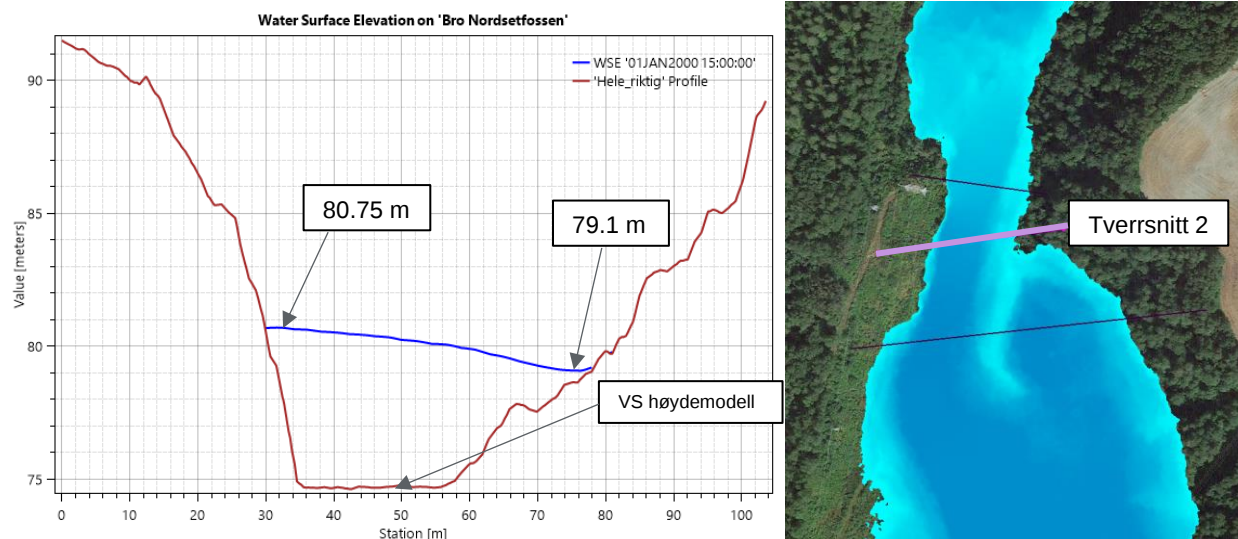 Water Surface Elevation on 'Bro Nordsetfossen'
WSE '01JAN2000 15:00:00'
'Hele_riktig' Profile
80.75 m
79.1 m
VS høydemodell
Tverrsnitt 2
Value [meters]
90
85
80
75
0 10 20 30 40 50 60 70 80 90 100
Station [m]